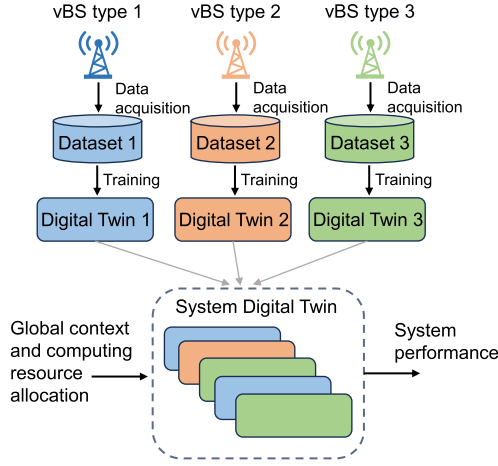 vBS type 1 vBS type 2 vBS type 3
Data
acquisition
Data
acquisition
Data
acquisition
Dataset 1 Dataset 2 Dataset 3
Training Training Training
Digital Twin 1 Digital Twin 2 Digital Twin 3
System Digital Twin
Global context
and computing
resource
allocation
System
performance